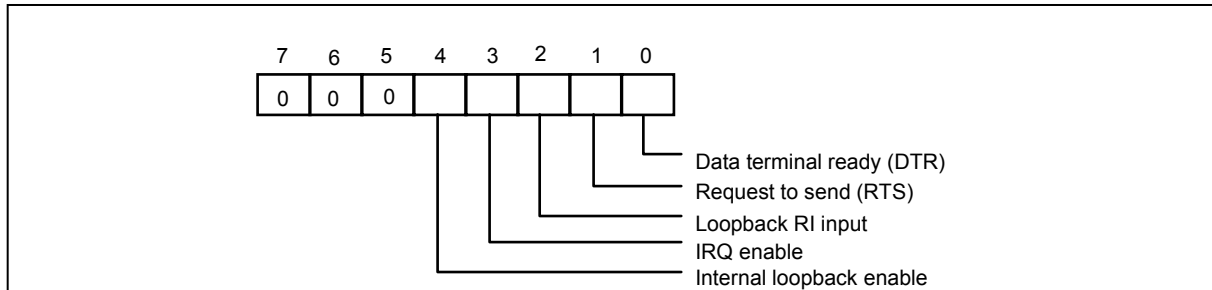 7 6 5 4 3 2 1 0
0 0 0
Data terminal ready (DTR)
Request to send (RTS)
Loopback RI input
IRQ enable
Internal loopback enable